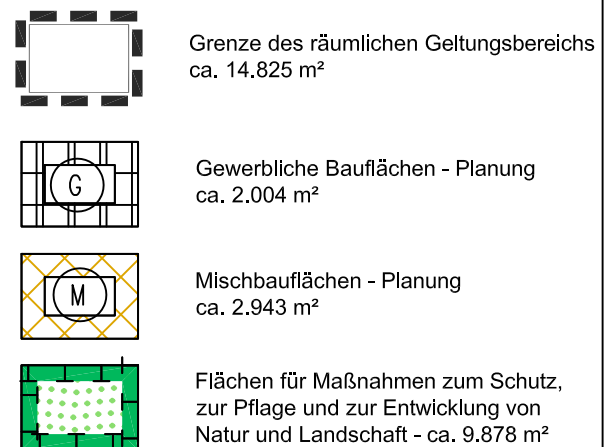 Grenze des räumlichen Geltungsbereichs
ca. 14.825 m²
G
Gewerbliche Bauflächen - Planung
ca. 2.004 m²
M
Mischbauflächen - Planung
ca. 2.943 m²
Flächen für Maßnahmen zum Schutz,
zur Pflage und zur Entwicklung von
Natur und Landschaft - ca. 9.878 m²